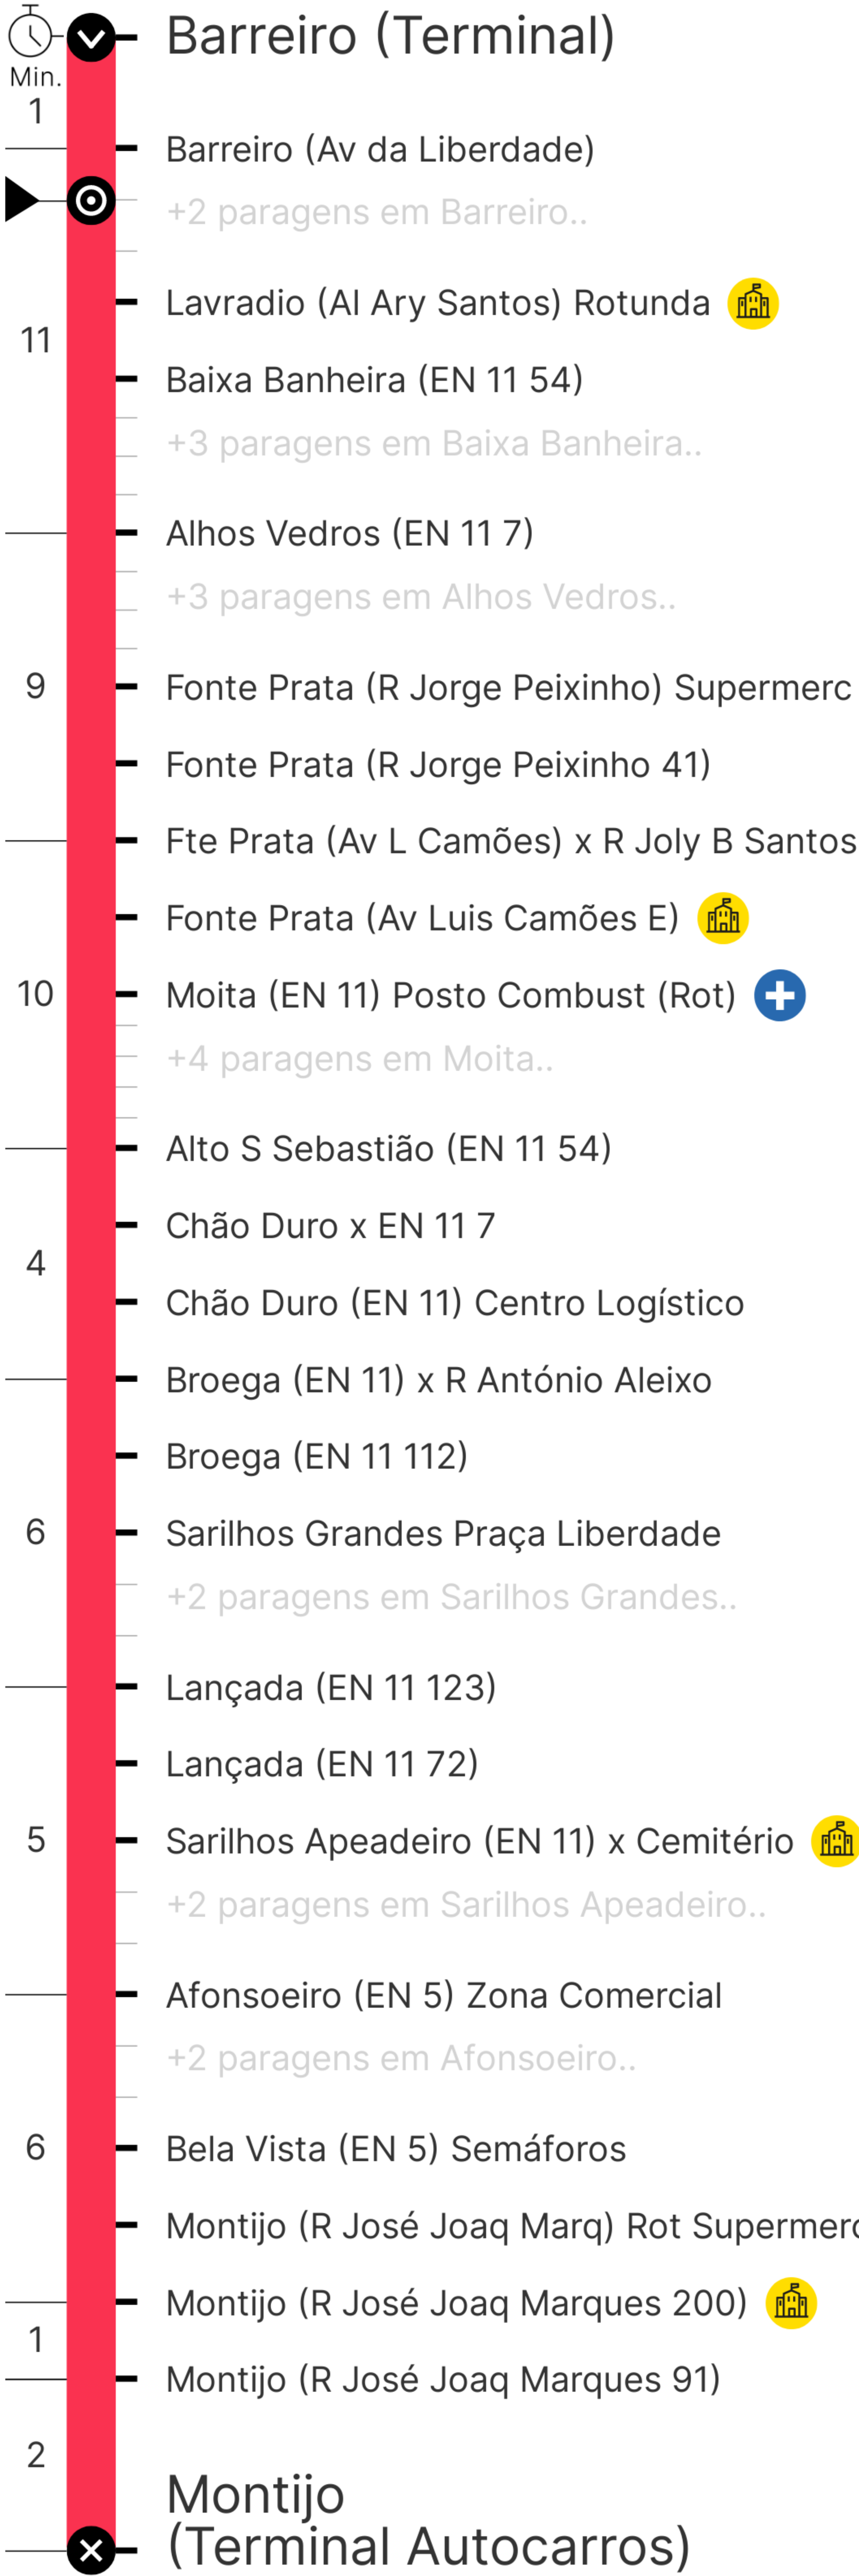 Barreiro (Terminal)
Min.
1
Barreiro (Av da Liberdade)
+2 paragens em Barreiro..
Lavradio (Al Ary Santos) Rotunda
11
Baixa Banheira (EN 11 54)
+3 paragens em Baixa Banheira..
Alhos Vedros (EN 11 7)
+3 paragens em Alhos Vedros..
9
Fonte Prata (R Jorge Peixinho) Supermerc
Fonte Prata (R Jorge Peixinho 41)
Fte Prata (Av L Camões) x R Joly B Santos
Fonte Prata (Av Luis Camões E)
10
Moita (EN 11) Posto Combust (Rot)
+4 paragens em Moita..
Alto S Sebastião (EN 11 54)
Chão Duro x EN 11 7
4
Chão Duro (EN 11) Centro Logístico
Broega (EN 11) x R António Aleixo
Broega (EN 11 112)
6
Sarilhos Grandes Praça Liberdade
+2 paragens em Sarilhos Grandes..
Lançada (EN 11 123)
Lançada (EN 11 72)
5
Sarilhos Apeadeiro (EN 11) x Cemitério
+2 paragens em Sarilhos Apeadeiro..
Afonsoeiro (EN 5) Zona Comercial
+2 paragens em Afonsoeiro..
6
Bela Vista (EN 5) Semáforos
Montijo (R José Joaq Marq) Rot Supermerc
Montijo (R José Joaq Marques 200)
1
Montijo (R José Joaq Marques 91)
2
Montijo
(Terminal Autocarros)